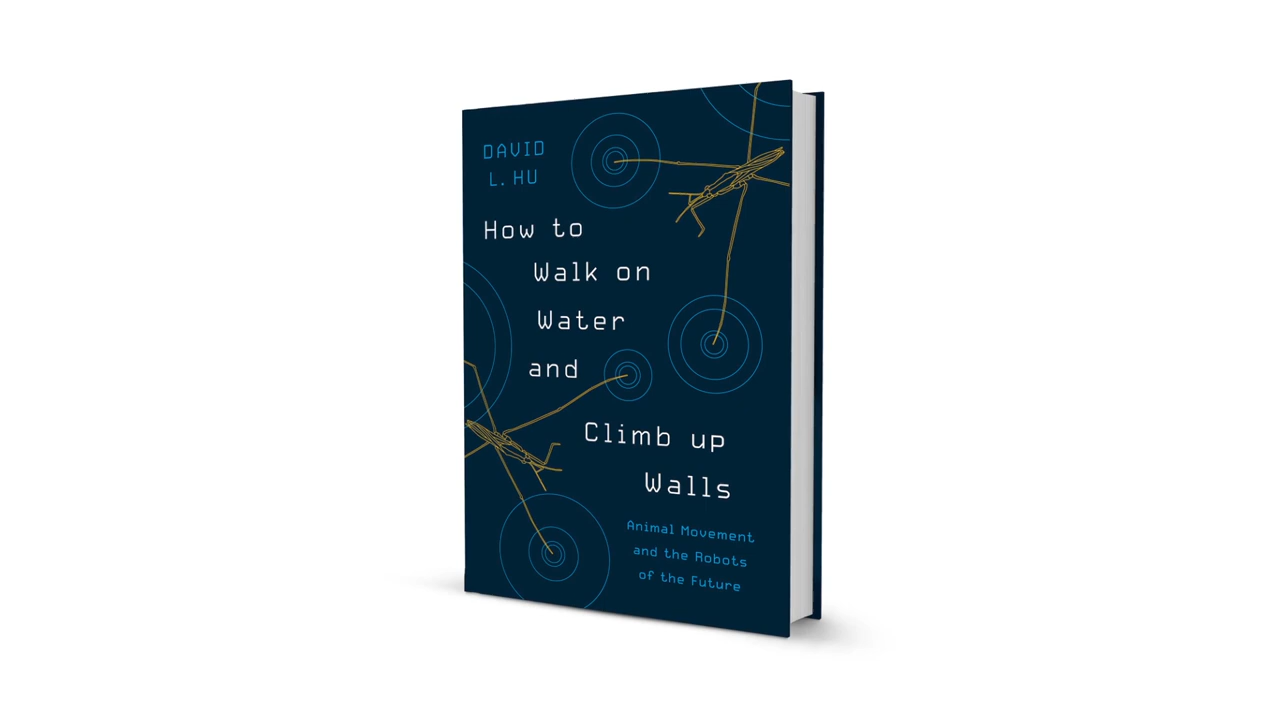 DAVID
L. HU
How to
Walk on
Water
and
Climb up
Walls
Animal Movement
and the Robots
of the Future